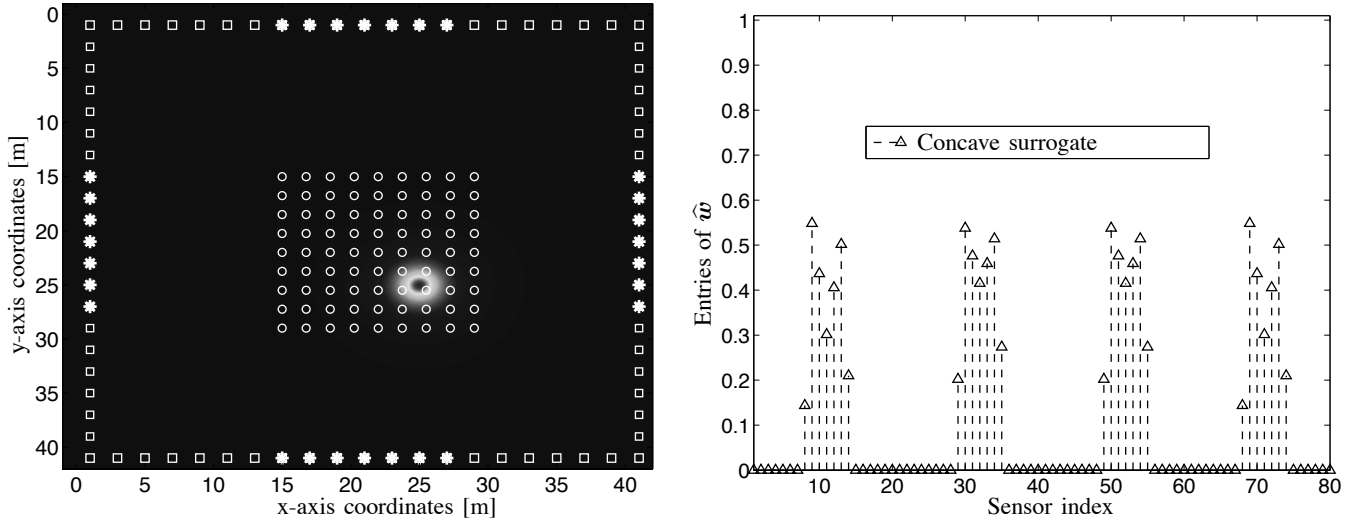 0
5
10
15
20
25
30
35
40
y-axis coordinates [m]
0 5 10 15 20 25 30 35 40
x-axis coordinates [m]
1
0.9
0.8
0.7
0.6
0.5
0.4
0.3
0.2
0.1
0
Entries of ŵ
Concave surrogate
10 20 30 40 50 60 70 80
Sensor index